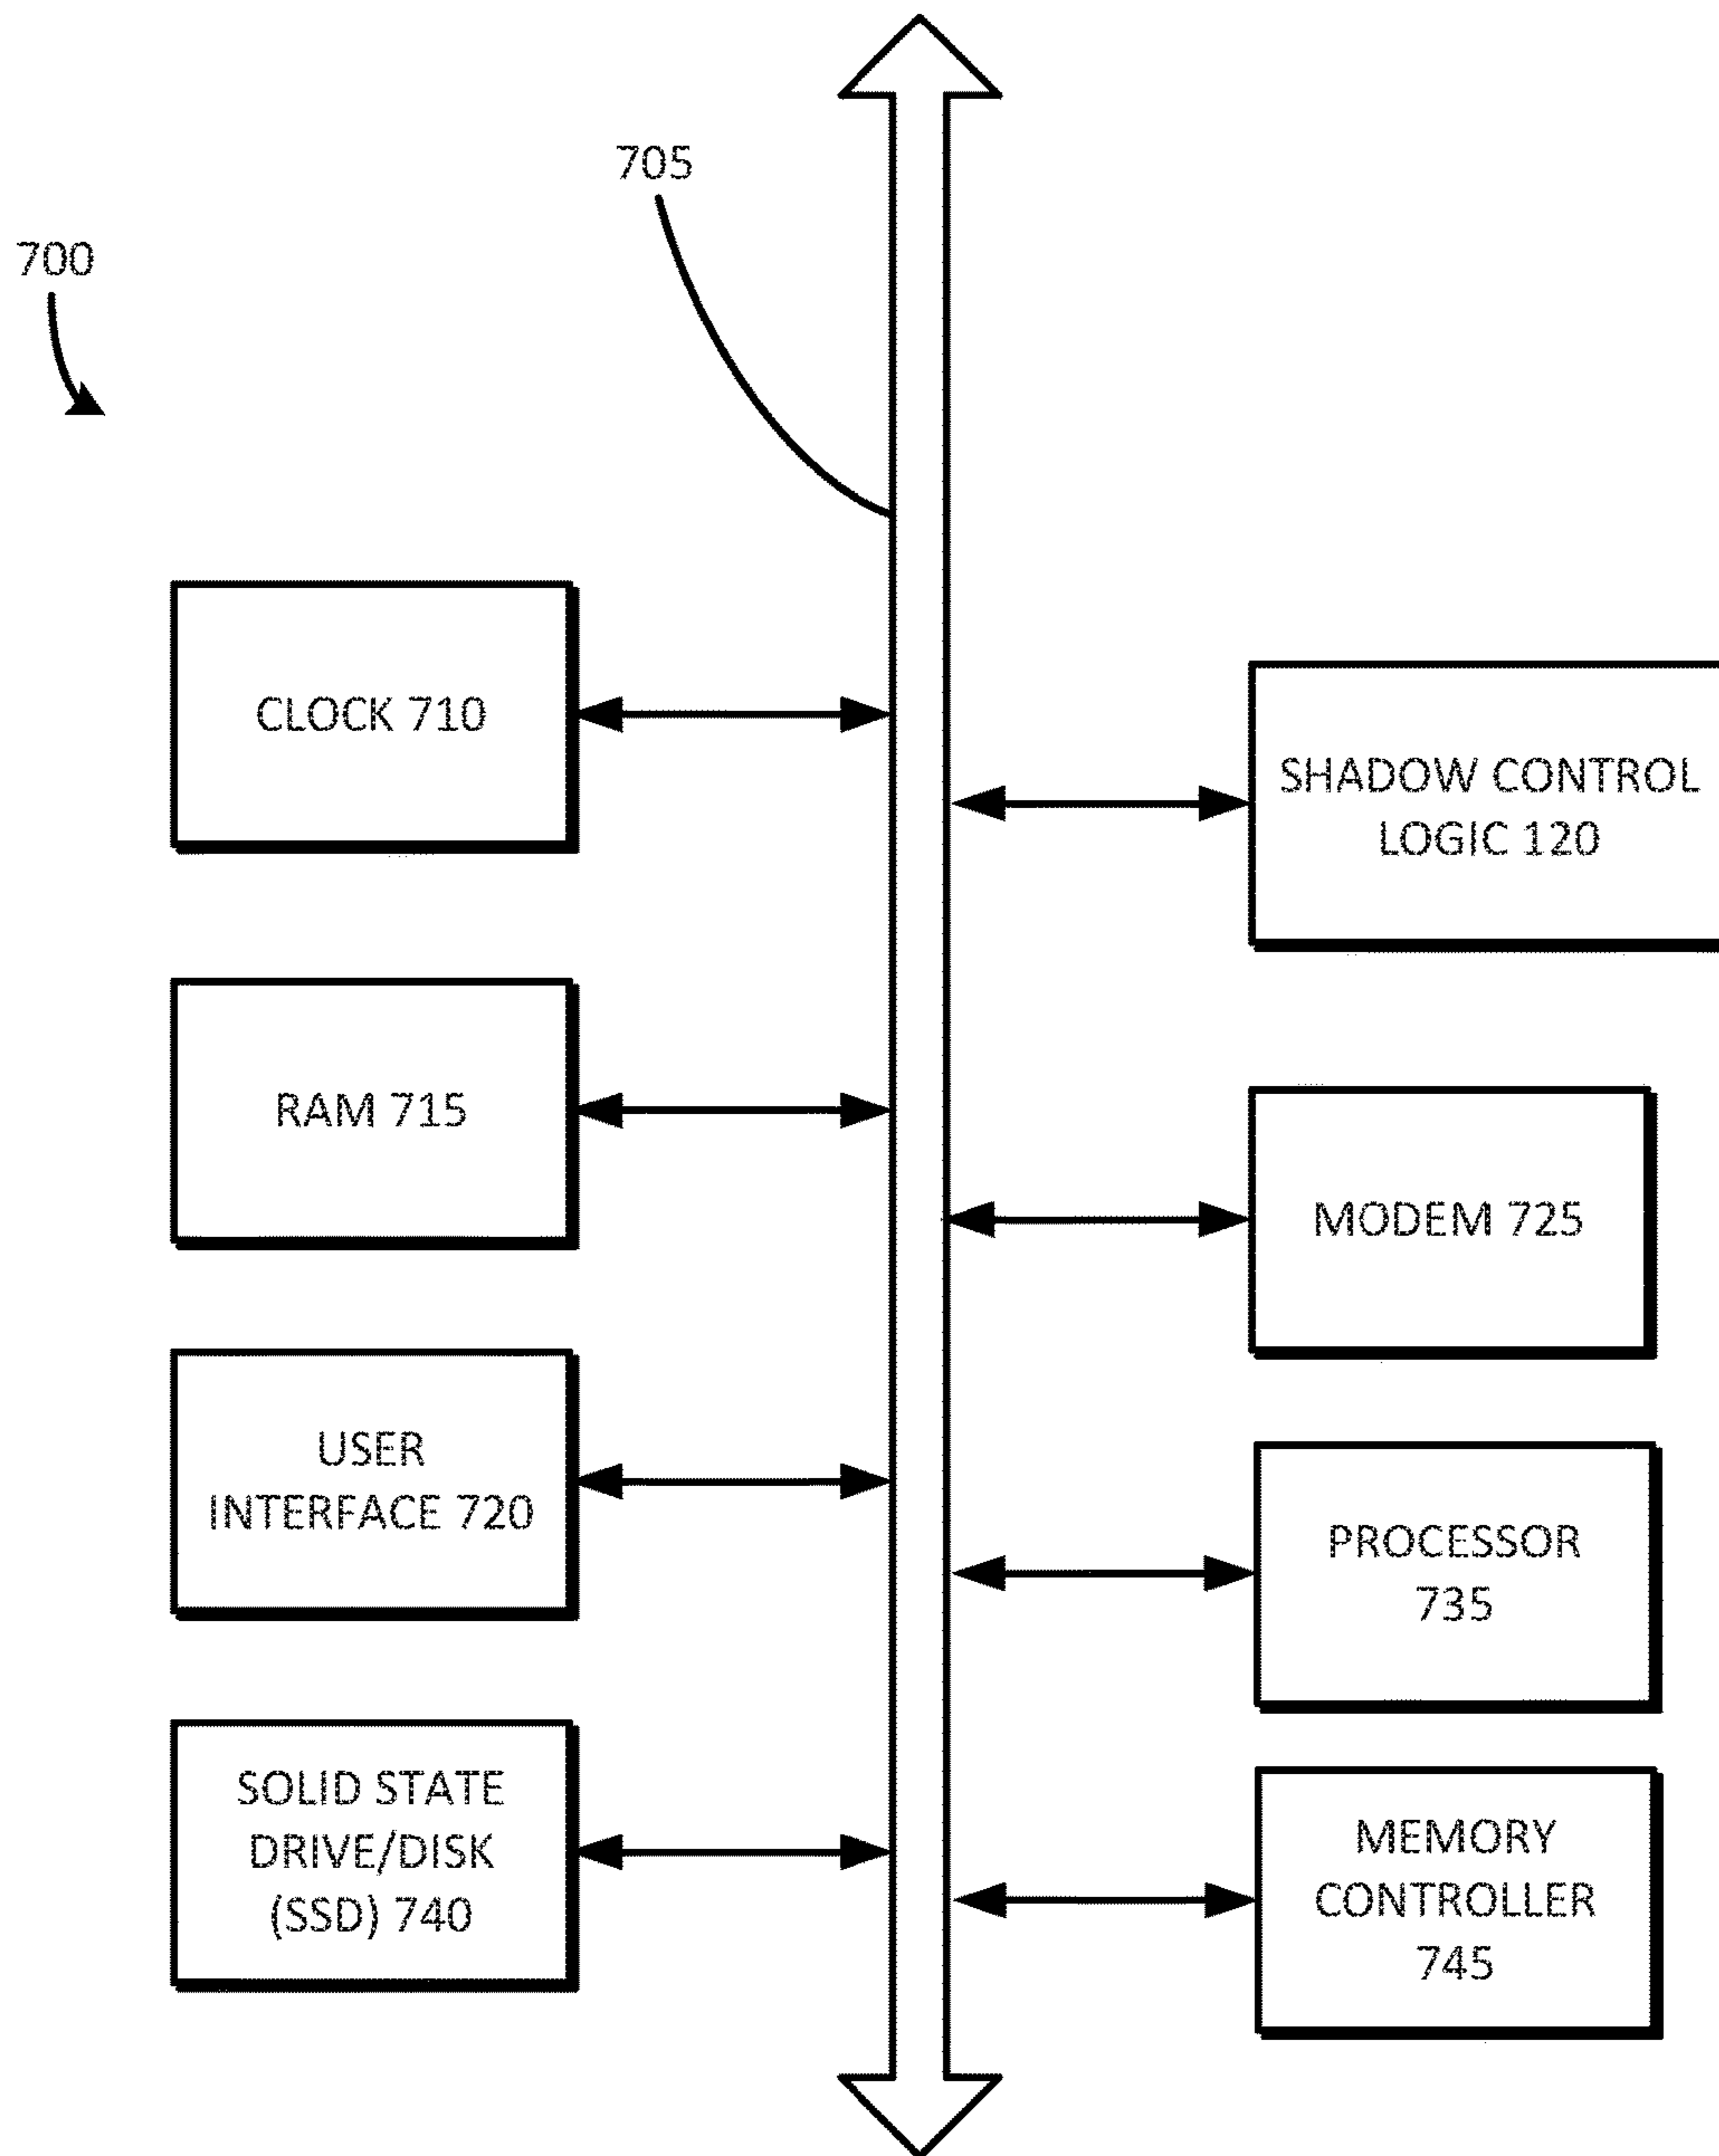 705
700
CLOCK 710
SHADOW CONTROL
LOGIC 120
RAM 715
MODEM 725
USER
INTERFACE 720
PROCESSOR
735
SOLID STATE
DRIVE/DISK
(SSD) 740
MEMORY
CONTROLLER
745